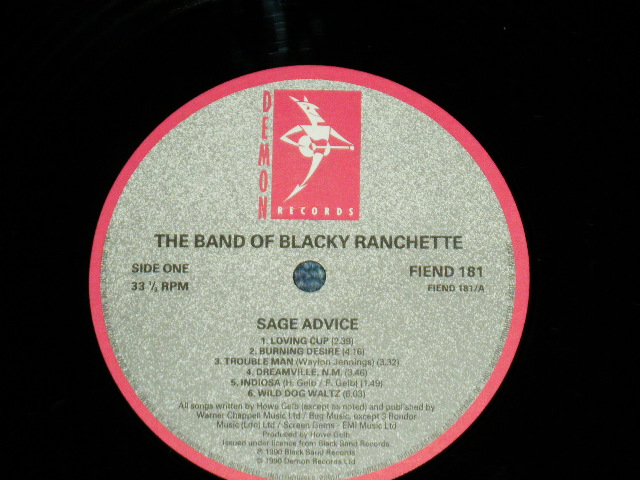 DEMON
RECORDS
THE BAND OF BLACKY RANCHETTE
SIDE ONE
FIEND 181
33 ⅓ RPM
FIEND 181/A
SAGE ADVICE
1. LOVING CUP (2.39)
2. BURNING DESIRE (4.16)
3. TROUBLE MAN (Waylon Jennings) (3.32)
4. DREAMVILLE, N.M. (3.46)
5. INDIOSA (H. Gelb / P. Gelb) (1.49)
6. WILD DOG WALTZ (6.03)
All songs written by Howe Gelb (except as noted) and published by
Warner Chappell Music Ltd / Bug Music, except 3 Rondor
Music (Ldn) Ltd / Screen Gems - EMI Music Ltd
Produced by Howe Gelb
Issued under licence from Black Sand Records
℗ 1990 Black Sand Records
© 1990 Demon Records Ltd